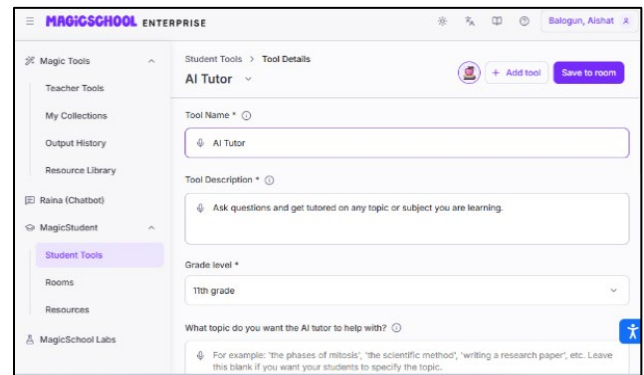 MAGICSCHOOL ENTERPRISE
Balogun, Aishat
Magic Tools
Teacher Tools
My Collections
Output History
Resource Library
Raina (Chatbot)
MagicStudent
Student Tools
Rooms
Resources
MagicSchool Labs
Student Tools > Tool Details
AI Tutor
+ Add tool
Save to room
Tool Name *
AI Tutor
Tool Description *
Ask questions and get tutored on any topic or subject you are learning.
Grade level *
11th grade
What topic do you want the AI tutor to help with?
For example: 'the phases of mitosis', 'the scientific method', 'writing a research paper', etc. Leave
this blank if you want your students to specify the topic.